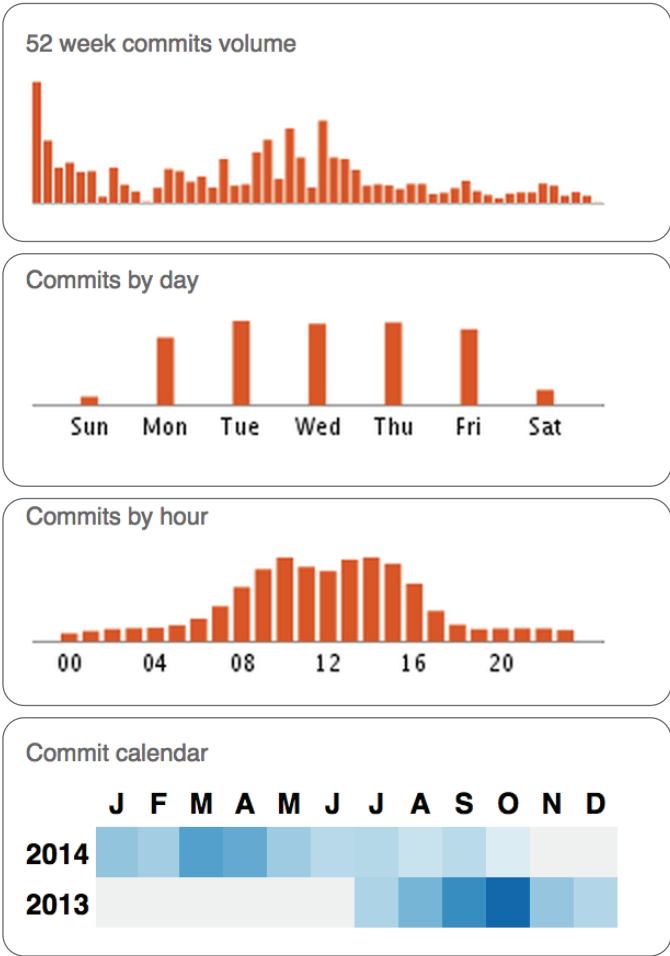 52 week commits volume
Commits by day
Sun Mon Tue Wed Thu Fri Sat
Commits by hour
00 04 08 12 16 20
Commit calendar
J F M A M J J A S O N D
2014
2013